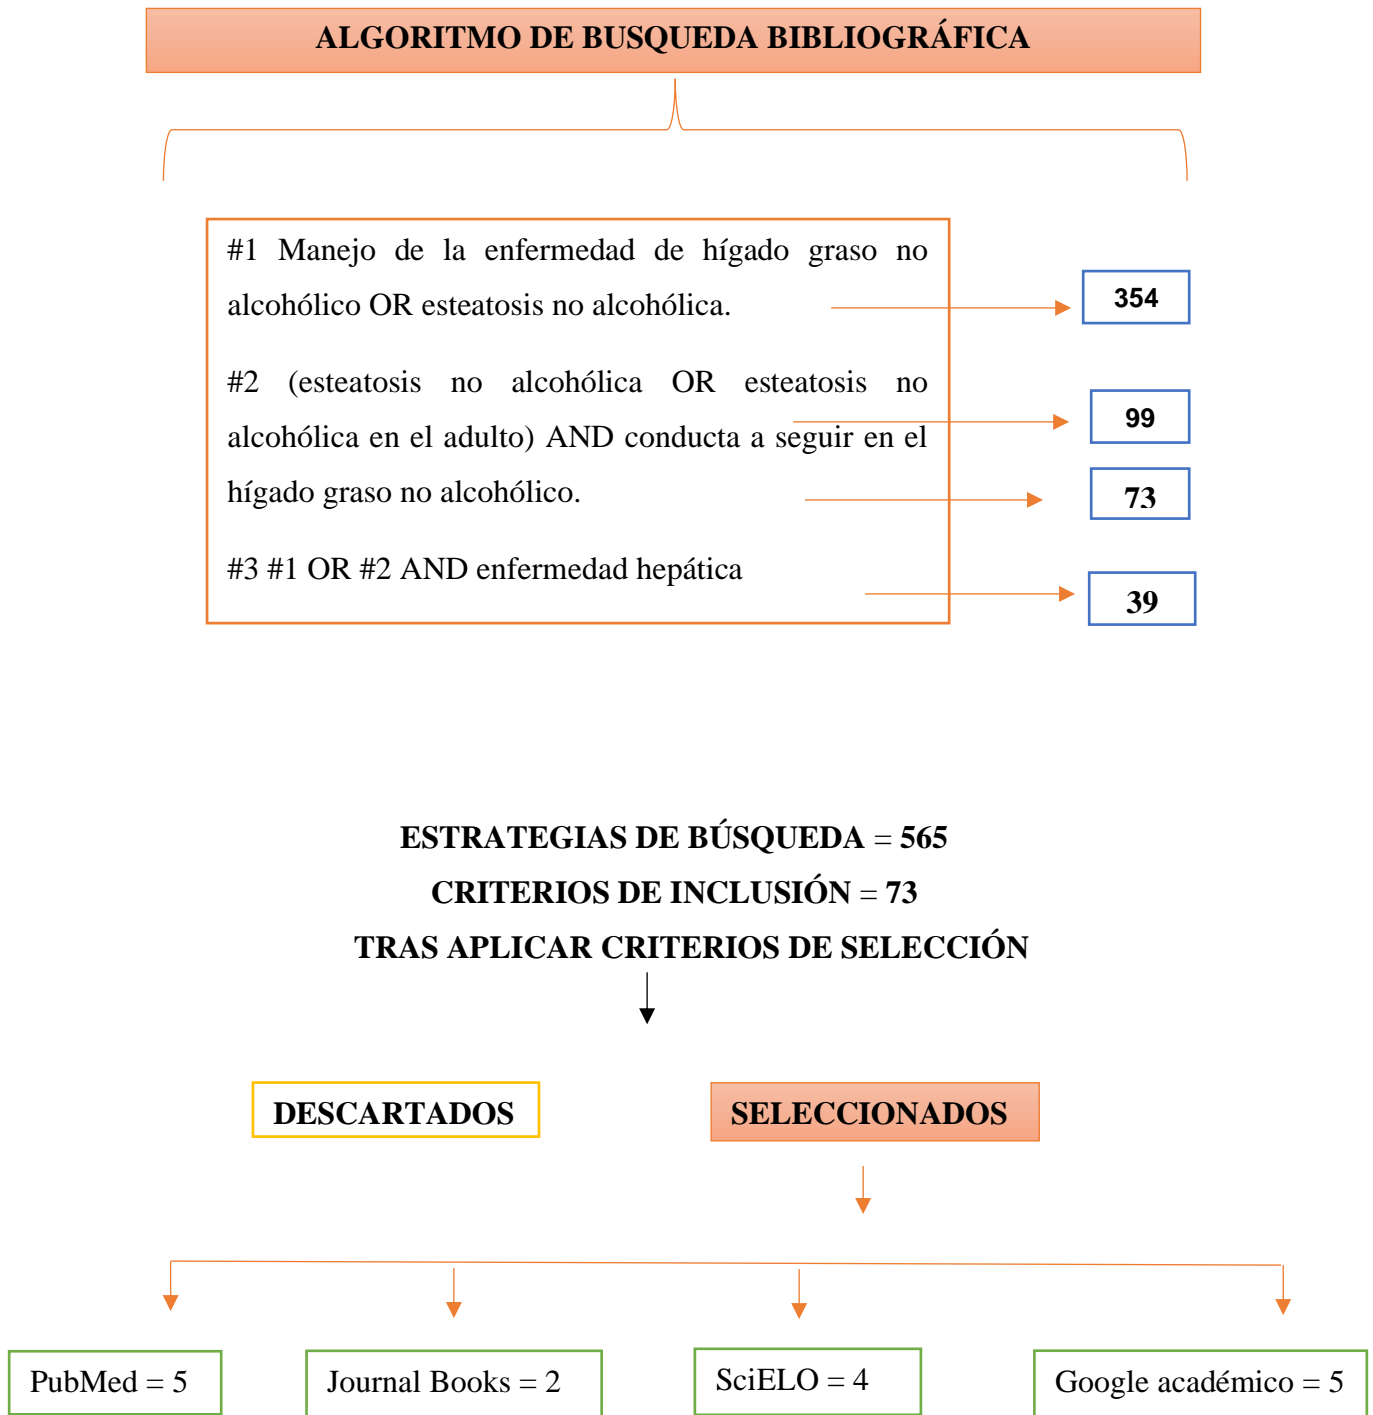 ALGORITMO DE BUSQUEDA BIBLIOGRÁFICA
#1 Manejo de la enfermedad de hígado graso no
alcohólico OR esteatosis no alcohólica.
354
#2 (esteatosis no alcohólica OR esteatosis no
alcohólica en el adulto) AND conducta a seguir en el
hígado graso no alcohólico.
99
73
#3 #1 OR #2 AND enfermedad hepática
39
ESTRATEGIAS DE BÚSQUEDA = 565
CRITERIOS DE INCLUSIÓN = 73
TRAS APLICAR CRITERIOS DE SELECCIÓN
DESCARTADOS
SELECCIONADOS
PubMed = 5
Journal Books = 2
SciELO = 4
Google académico = 5